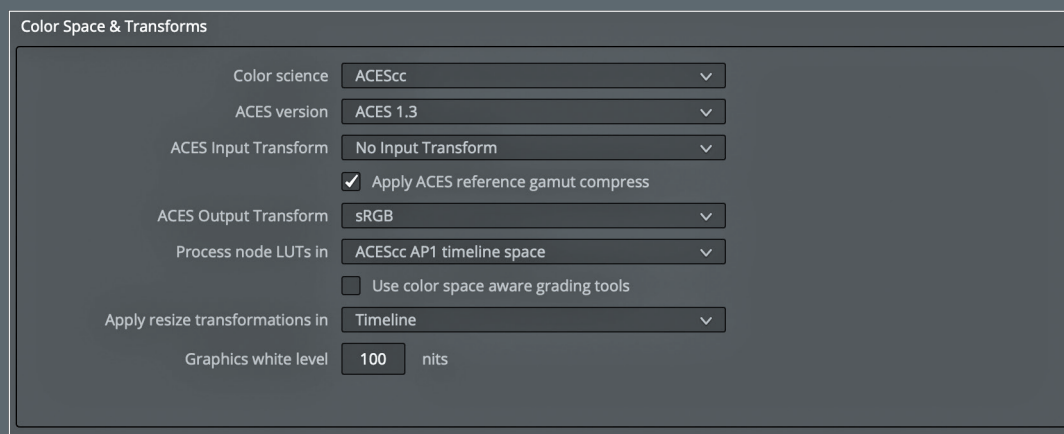 Color Space & Transforms
Color science ACEScc
ACES version ACES 1.3
ACES Input Transform No Input Transform
Apply ACES reference gamut compress
ACES Output Transform sRGB
Process node LUTs in ACEScc AP1 timeline space
Use color space aware grading tools
Apply resize transformations in Timeline
Graphics white level 100 nits